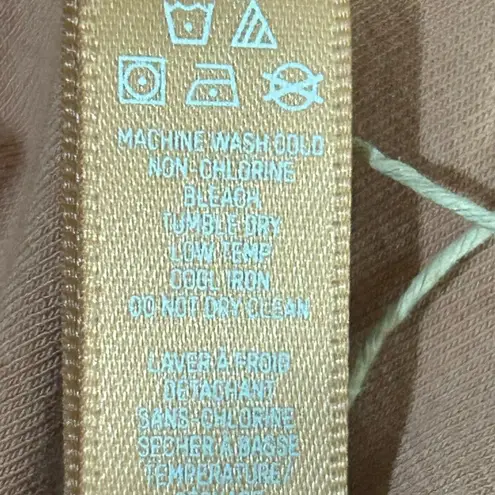 MACHINE WASH COLD
NON-CHLORINE
BLEACH
TUMBLE DRY
LOW TEMP
COOL IRON
DO NOT DRY CLEAN
LAVER À FROID
DETACHANT
SANS-CHLORINE
SECHER A BASSE
TEMPERATURE/